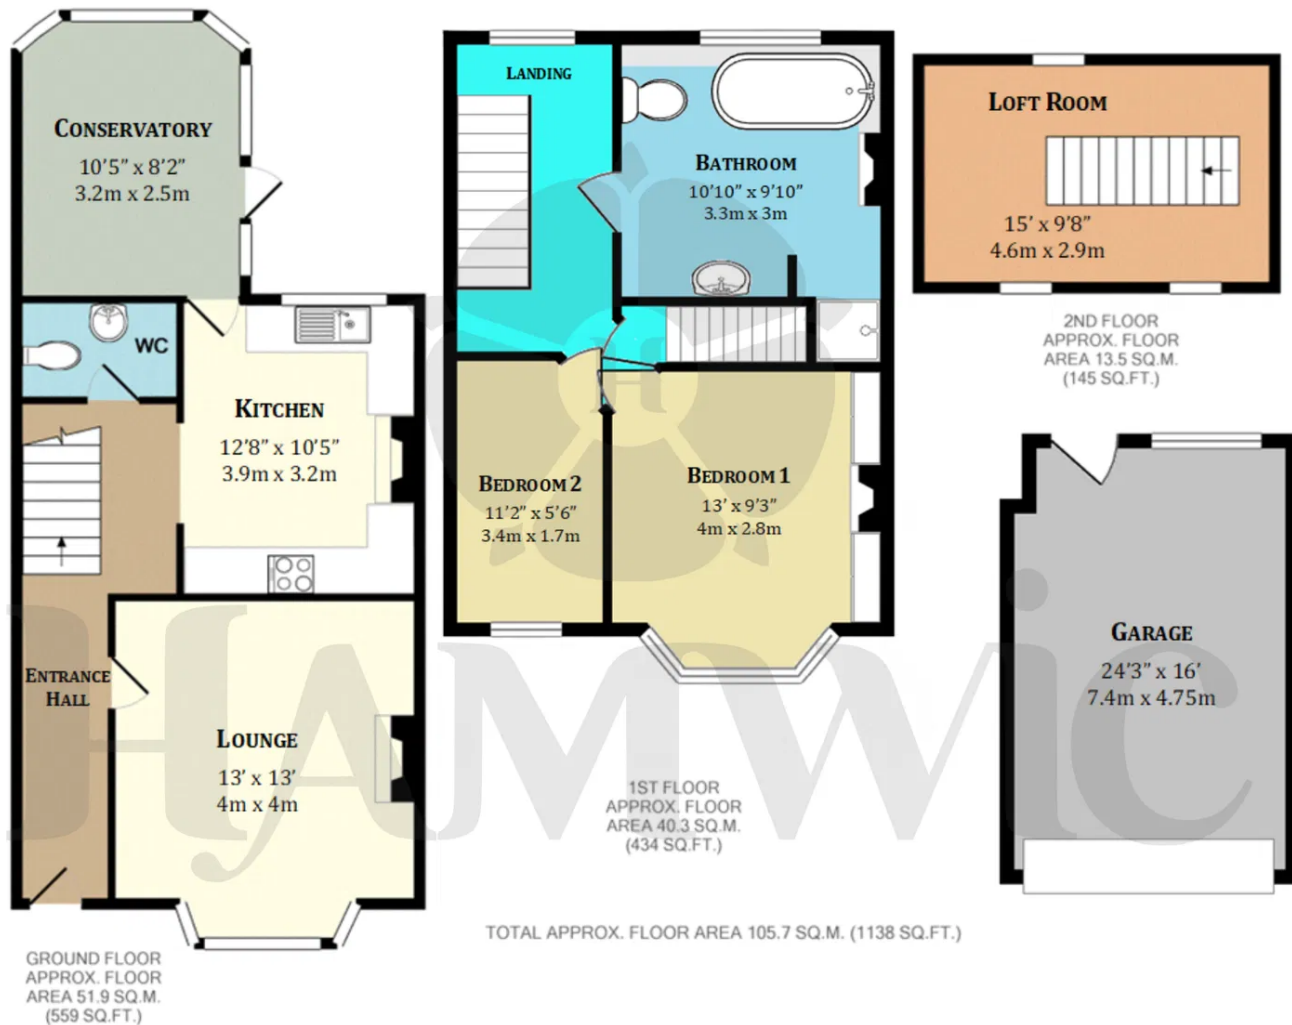 CONSERVATORY
10'5" x 8'2"
3.2m x 2.5m
WC
KITCHEN
12'8" x 10'5"
3.9m x 3.2m
ENTRANCE
HALL
LOUNGE
13' x 13'
4m x 4m
GROUND FLOOR
APPROX. FLOOR
AREA 51.9 SQ.M.
(559 SQ.FT.)
LANDING
BATHROOM
10'10" x 9'10"
3.3m x 3m
BEDROOM 2
11'2" x 5'6"
3.4m x 1.7m
BEDROOM 1
13' x 9'3"
4m x 2.8m
1ST FLOOR
APPROX. FLOOR
AREA 40.3 SQ.M.
(434 SQ.FT.)
LOFT ROOM
15' x 9'8"
4.6m x 2.9m
2ND FLOOR
APPROX. FLOOR
AREA 13.5 SQ.M.
(145 SQ.FT.)
GARAGE
24'3" x 16'
7.4m x 4.75m
TOTAL APPROX. FLOOR AREA 105.7 SQ.M. (1138 SQ.FT.)
H
HAMWiC